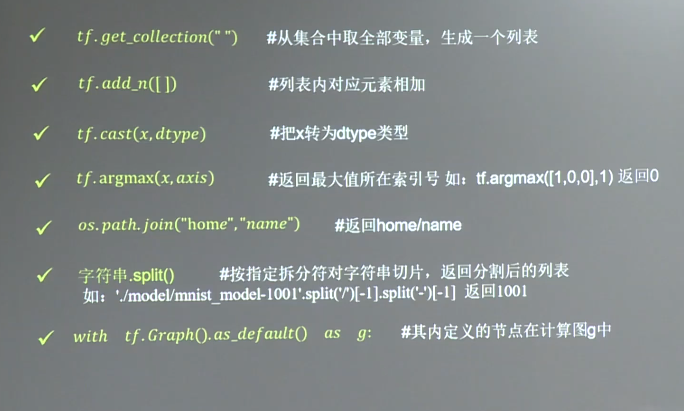 ✓ tf.get_collection("") #从集合中取全部变量，生成一个列表
✓ tf.add_n([]) #列表内对应元素相加
✓ tf.cast(x,dtype) #把x转为dtype类型
✓ tf.argmax(x,axis) #返回最大值所在索引号 如：tf.argmax([1,0,0],1) 返回0
✓ os.path.join("home","name") #返回home/name
✓ 字符串.split() #按指定拆分符对字符串切片，返回分割后的列表
如：'./model/mnist_model-1001'.split('/')[-1].split('-')[-1] 返回1001
✓ with tf.Graph().as_default() as g: #其内定义的节点在计算图g中